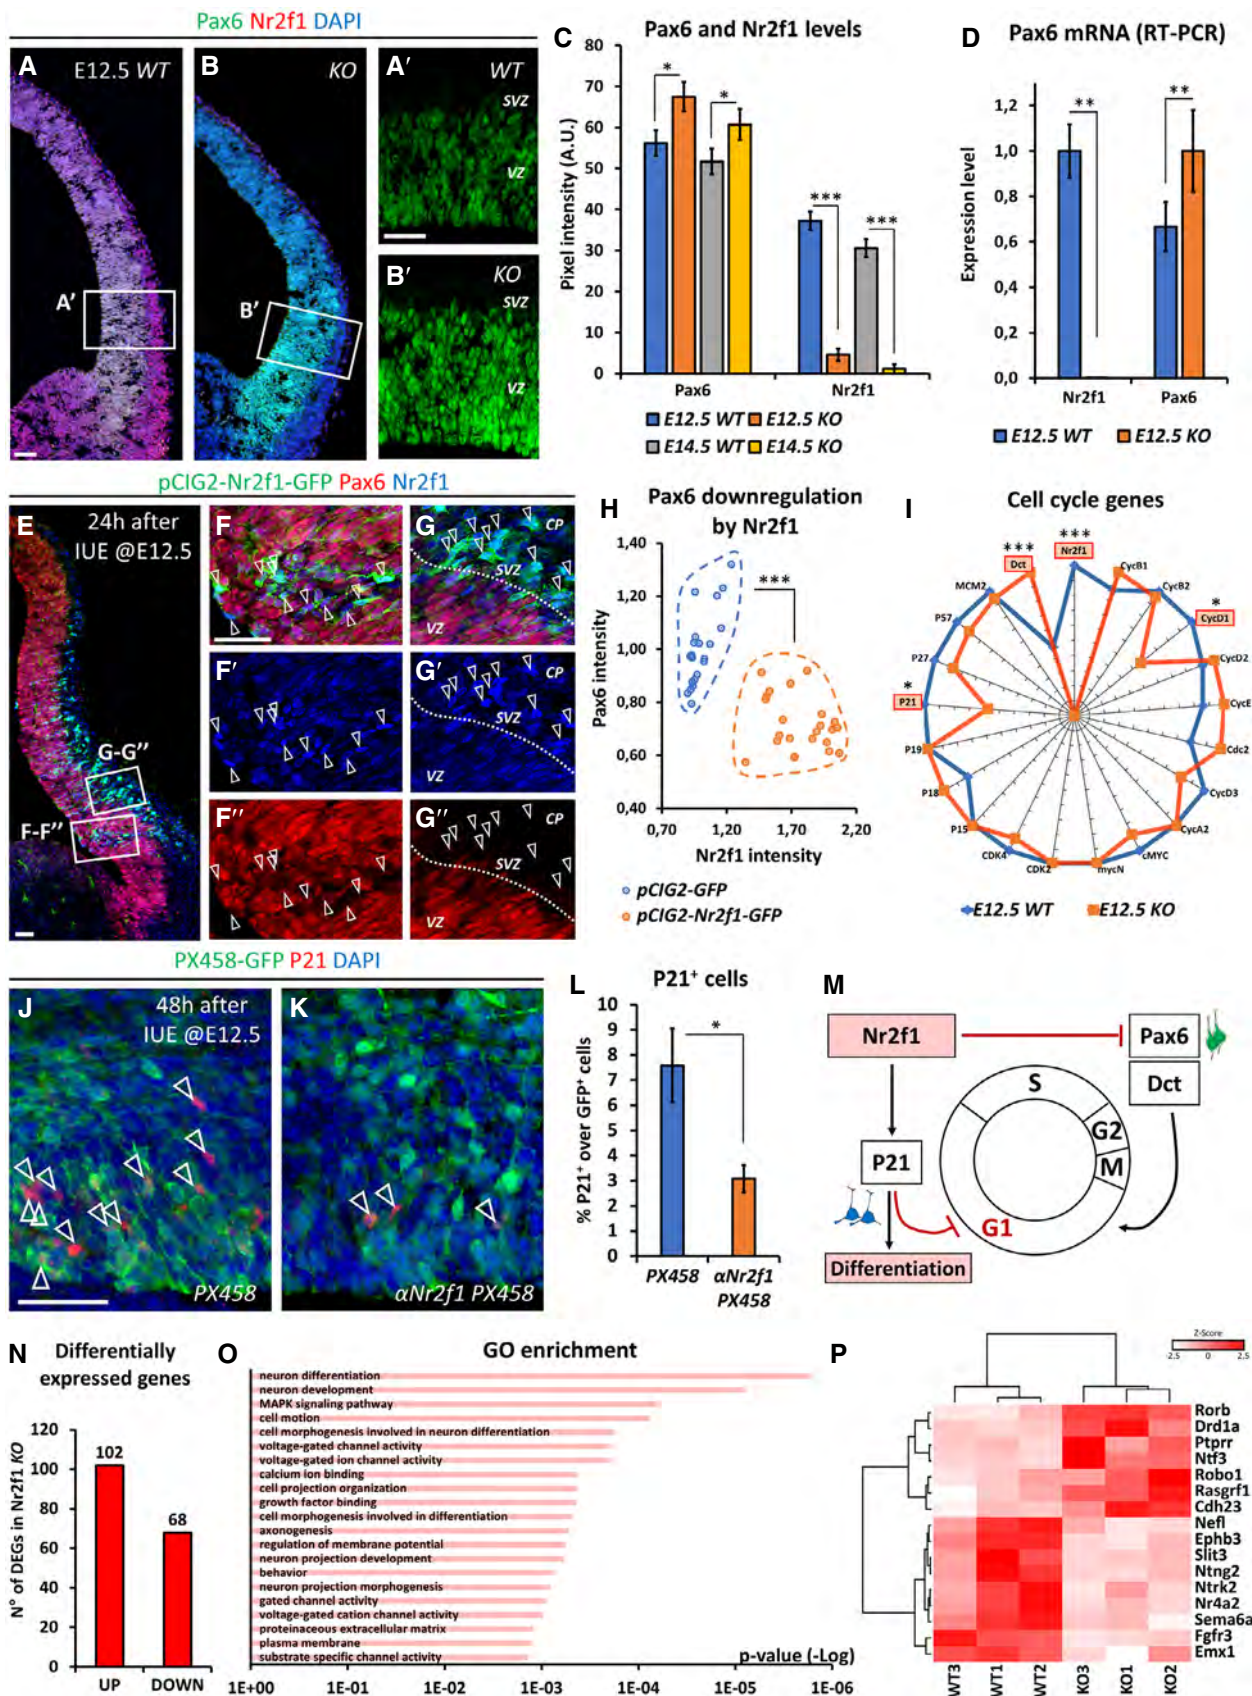 Pax6 Nr2f1 DAPI
A
E12.5 WT
A'
B
KO
B'
A'
WT
SVZ
VZ
B'
KO
SVZ
VZ
C
Pax6 and Nr2f1 levels
Pixel intensity (A.U.)
80
70
60
50
40
30
20
10
0
*
*
***
***
Pax6
Nr2f1
E12.5 WT
E12.5 KO
E14.5 WT
E14.5 KO
D
Pax6 mRNA (RT-PCR)
Expression level
1,2
1,0
0,8
0,6
0,4
0,2
0,0
**
**
Nr2f1
Pax6
E12.5 WT
E12.5 KO
pCIG2-Nr2f1-GFP Pax6 Nr2f1
E
24h after
IUE @E12.5
G-G''
F-F''
F
G
CP
SVZ
VZ
F'
G'
CP
SVZ
VZ
F''
G''
CP
SVZ
VZ
H
Pax6 downregulation
by Nr2f1
Pax6 intensity
1,40
1,20
1,00
0,80
0,60
0,40
***
0,70
1,20
1,70
2,20
Nr2f1 intensity
pCIG2-GFP
pCIG2-Nr2f1-GFP
I
Cell cycle genes
***
Nr2f1
CycB1
CycB2
*
CycD1
CycD2
CycE
Cdc2
CycD3
CycA2
cMYC
mycN
CDK2
CDK4
P15
P18
P19
*
P21
P27
P57
MCM2
***
Dct
E12.5 WT
E12.5 KO
PX458-GFP P21 DAPI
J
48h after
IUE @E12.5
PX458
K
αNr2f1 PX458
L
P21⁺ cells
% P21⁺ over GFP⁺ cells
10
9
8
7
6
5
4
3
2
1
0
*
PX458
αNr2f1
PX458
M
Nr2f1
Pax6
Dct
S
G2
M
G1
P21
Differentiation
N
Differentially
expressed genes
N° of DEGs in Nr2f1 KO
120
100
80
60
40
20
0
102
68
UP
DOWN
O
GO enrichment
neuron differentiation
neuron development
MAPK signaling pathway
cell motion
cell morphogenesis involved in neuron differentiation
voltage-gated channel activity
voltage-gated ion channel activity
calcium ion binding
cell projection organization
growth factor binding
cell morphogenesis involved in differentiation
axonogenesis
regulation of membrane potential
neuron projection development
behavior
neuron projection morphogenesis
gated channel activity
voltage-gated cation channel activity
proteinaceous extracellular matrix
plasma membrane
substrate specific channel activity
p-value (-Log)
1E+00
1E-01
1E-02
1E-03
1E-04
1E-05
1E-06
P
Z-Score
-2.5
0
2.5
Rorb
Drd1a
Ptprr
Ntf3
Robo1
Rasgrf1
Cdh23
Nefl
Ephb3
Slit3
Ntng2
Ntrk2
Nr4a2
Sema6a
Fgfr3
Emx1
WT3
WT1
WT2
KO3
KO1
KO2